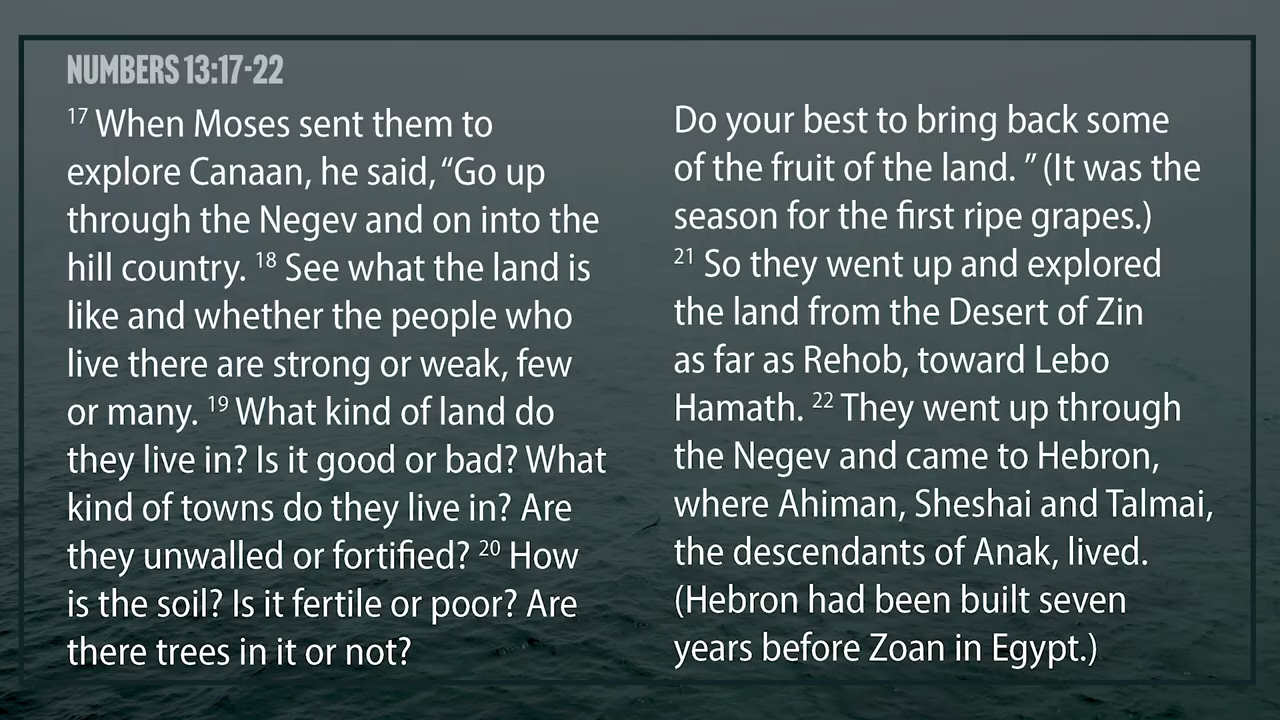 NUMBERS 13:17-22
17 When Moses sent them to
explore Canaan, he said, “Go up
through the Negev and on into the
hill country. 18 See what the land is
like and whether the people who
live there are strong or weak, few
or many. 19 What kind of land do
they live in? Is it good or bad? What
kind of towns do they live in? Are
they unwalled or fortified? 20 How
is the soil? Is it fertile or poor? Are
there trees in it or not?
Do your best to bring back some
of the fruit of the land. ” (It was the
season for the first ripe grapes.)
21 So they went up and explored
the land from the Desert of Zin
as far as Rehob, toward Lebo
Hamath. 22 They went up through
the Negev and came to Hebron,
where Ahiman, Sheshai and Talmai,
the descendants of Anak, lived.
(Hebron had been built seven
years before Zoan in Egypt.)